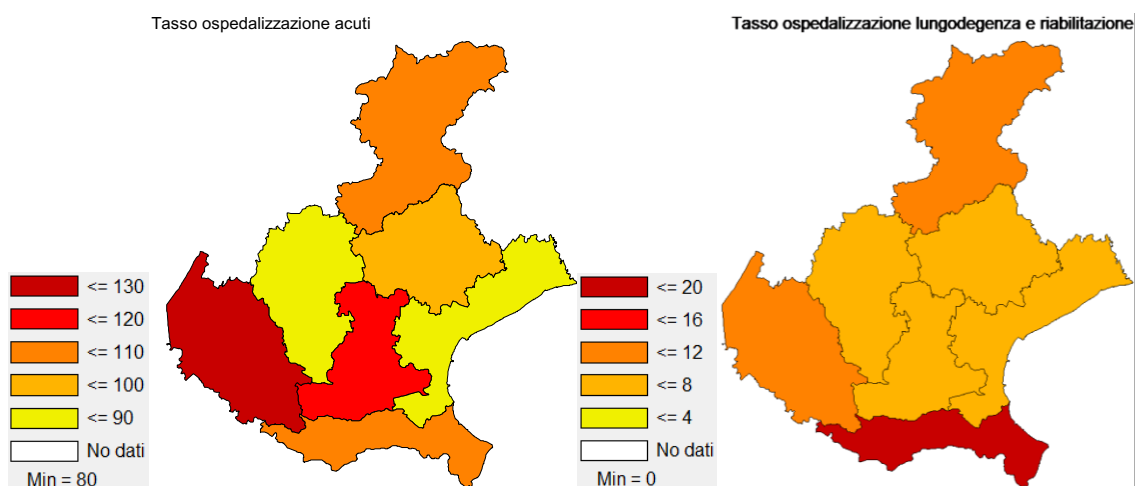 Tasso ospedalizzazione acuti
<= 130
<= 120
<= 110
<= 100
<= 90
No dati
Min = 80
Tasso ospedalizzazione lungodegenza e riabilitazione
<= 20
<= 16
<= 12
<= 8
<= 4
No dati
Min = 0